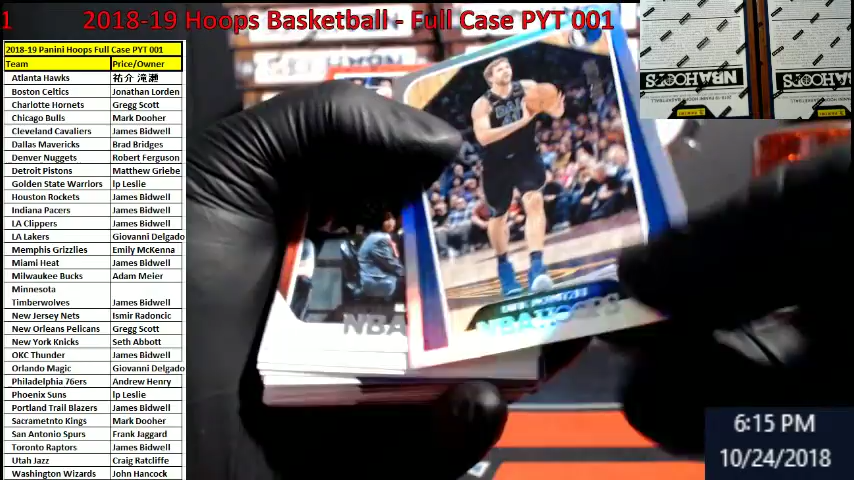 1 2018-19 Hoops Basketball - Full Case PYT 001
2018-19 Panini Hoops Full Case PYT 001
Team Price/Owner
Atlanta Hawks 祐介 滝瀬
Boston Celtics Jonathan Lorden
Charlotte Hornets Gregg Scott
Chicago Bulls Mark Dooher
Cleveland Cavaliers James Bidwell
Dallas Mavericks Brad Bridges
Denver Nuggets Robert Ferguson
Detroit Pistons Matthew Griebe
Golden State Warriors lp Leslie
Houston Rockets James Bidwell
Indiana Pacers James Bidwell
LA Clippers James Bidwell
LA Lakers Giovanni Delgado
Memphis Grizzlies Emily McKenna
Miami Heat James Bidwell
Milwaukee Bucks Adam Meier
Minnesota
Timberwolves James Bidwell
New Jersey Nets Ismir Radoncic
New Orleans Pelicans Gregg Scott
New York Knicks Seth Abbott
OKC Thunder James Bidwell
Orlando Magic Giovanni Delgado
Philadelphia 76ers Andrew Henry
Phoenix Suns lp Leslie
Portland Trail Blazers James Bidwell
Sacrametnto Kings Mark Dooher
San Antonio Spurs Frank Jaggard
Toronto Raptors James Bidwell
Utah Jazz Craig Ratcliffe
Washington Wizards John Hancock
NBA HOOPS
NBA HOOPS
NBA
NBA HOOPS
6:15 PM
10/24/2018